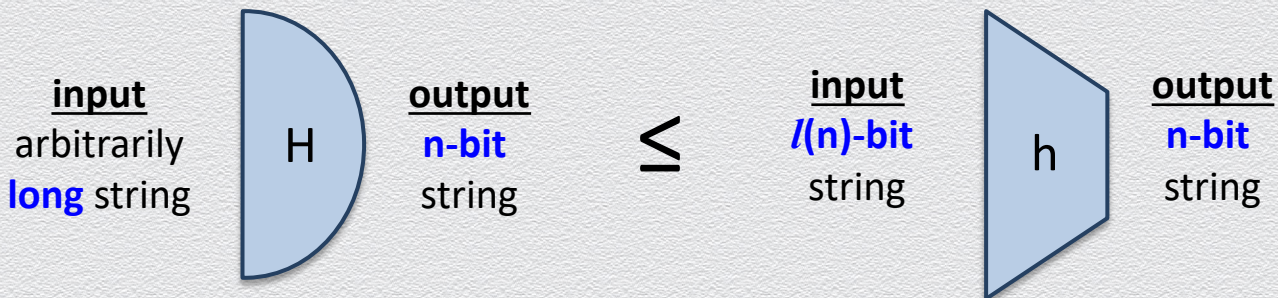 input
arbitrarily
long string
H
output
n-bit
string
≤
input
l(n)-bit
string
h
output
n-bit
string